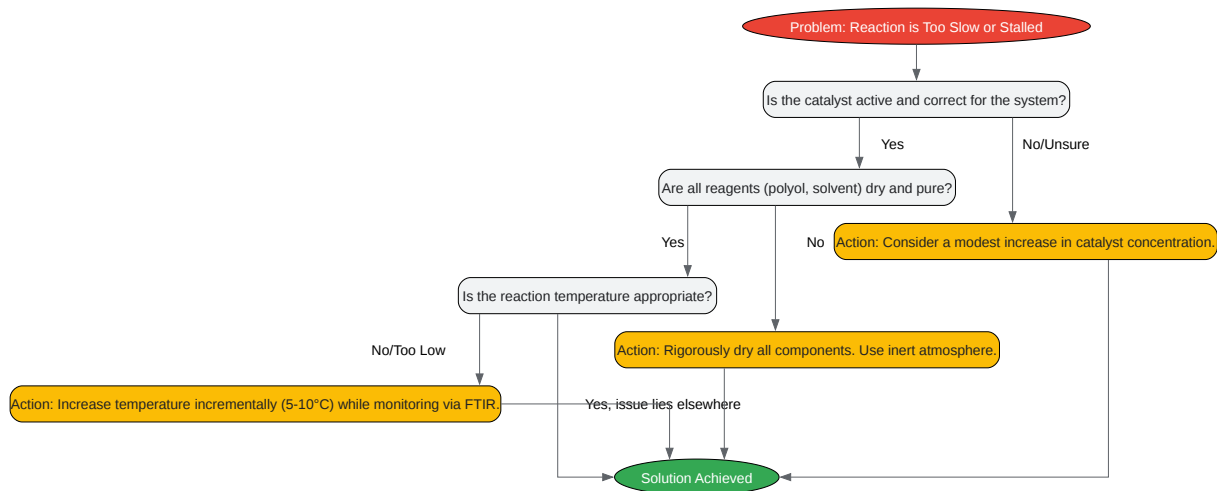 Problem: Reaction is Too Slow or Stalled
Is the catalyst active and correct for the system?
Yes
No/Unsure
Are all reagents (polyol, solvent) dry and pure?
Yes
No
Action: Consider a modest increase in catalyst concentration.
Is the reaction temperature appropriate?
No/Too Low
Action: Rigorously dry all components. Use inert atmosphere.
Action: Increase temperature incrementally (5-10°C) while monitoring via FTIR.
Yes, issue lies elsewhere
Solution Achieved